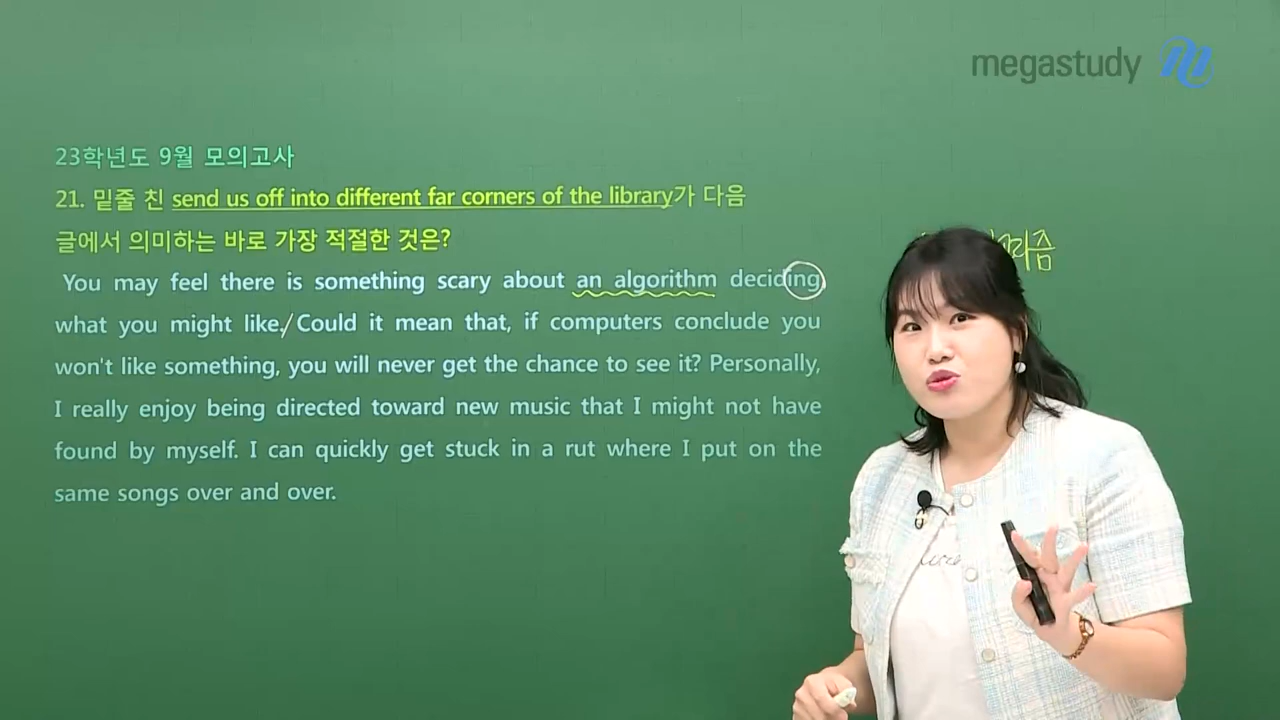 megastudy
23학년도 9월 모의고사
21. 밑줄 친 send us off into different far corners of the library가 다음
글에서 의미하는 바로 가장 적절한 것은?
You may feel there is something scary about an algorithm deciding
what you might like. Could it mean that, if computers conclude you
won't like something, you will never get the chance to see it? Personally,
I really enjoy being directed toward new music that I might not have
found by myself. I can quickly get stuck in a rut where I put on the
same songs over and over.